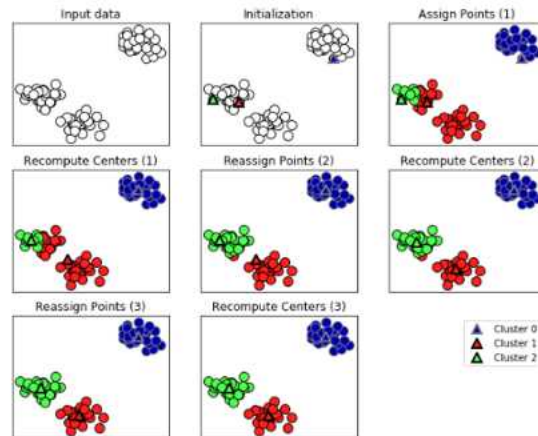 Input data
Initialization
Assign Points (1)
Recompute Centers (1)
Reassign Points (2)
Recompute Centers (2)
Reassign Points (3)
Recompute Centers (3)
Cluster 0
Cluster 1
Cluster 2